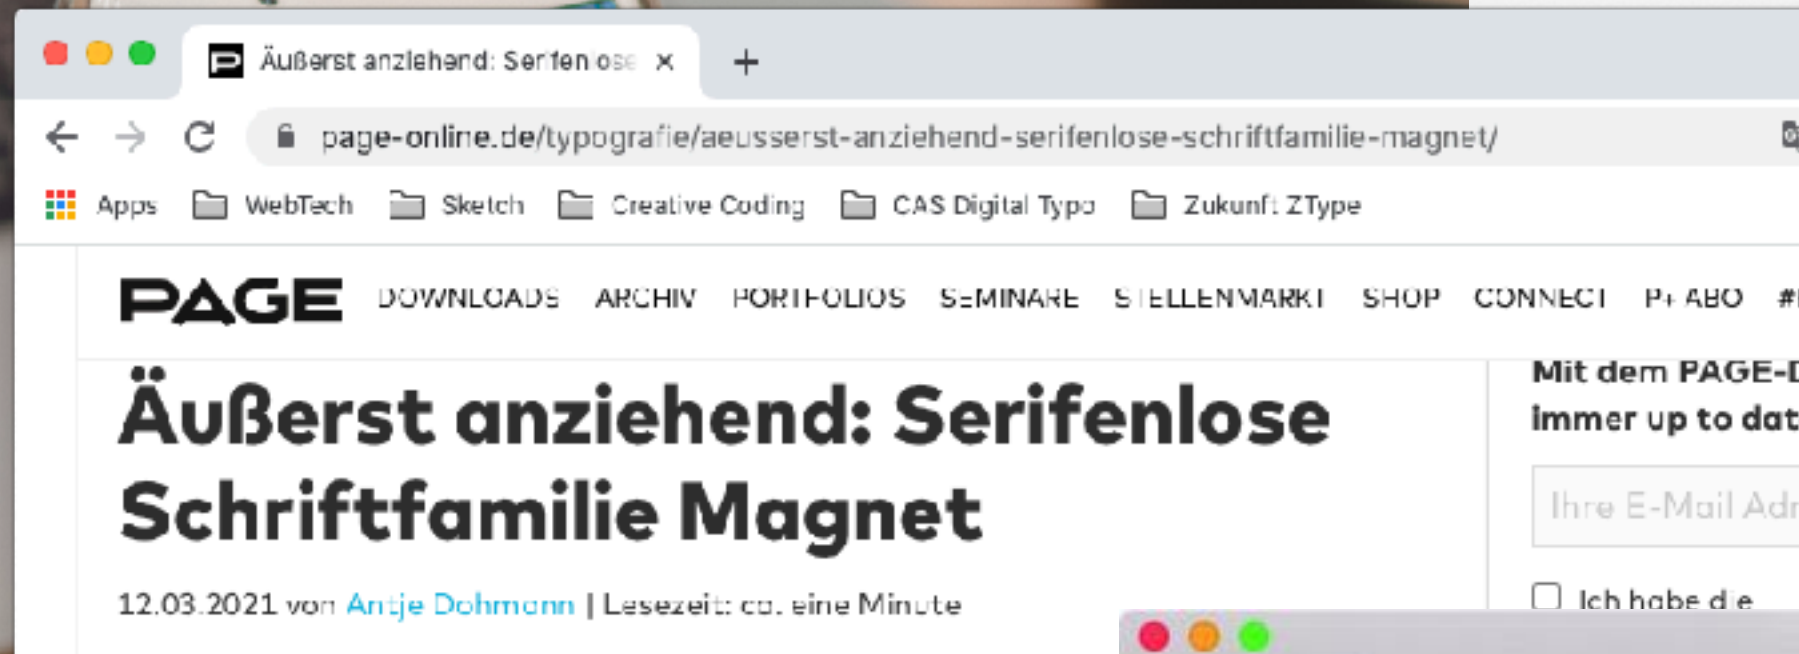 Äußerst anziehend: Serifenlose
page-online.de/typografie/aeusserst-anziehend-serifenlose-schriftfamilie-magnet/
Apps WebTech Sketch Creative Coding CAS Digital Typo Zukunft ZType
PAGE DOWNLOADS ARCHIV PORTFOLIOS SEMINARE STELLENMARKT SHOP CONNECT P+ ABO
Äußerst anziehend: Serifenlose
Schriftfamilie Magnet
12.03.2021 von Antje Dohmann | Lesezeit: ca. eine Minute
Mit dem PAGE-
immer up to dat
Ihre E-Mail Adr
Ich habe die